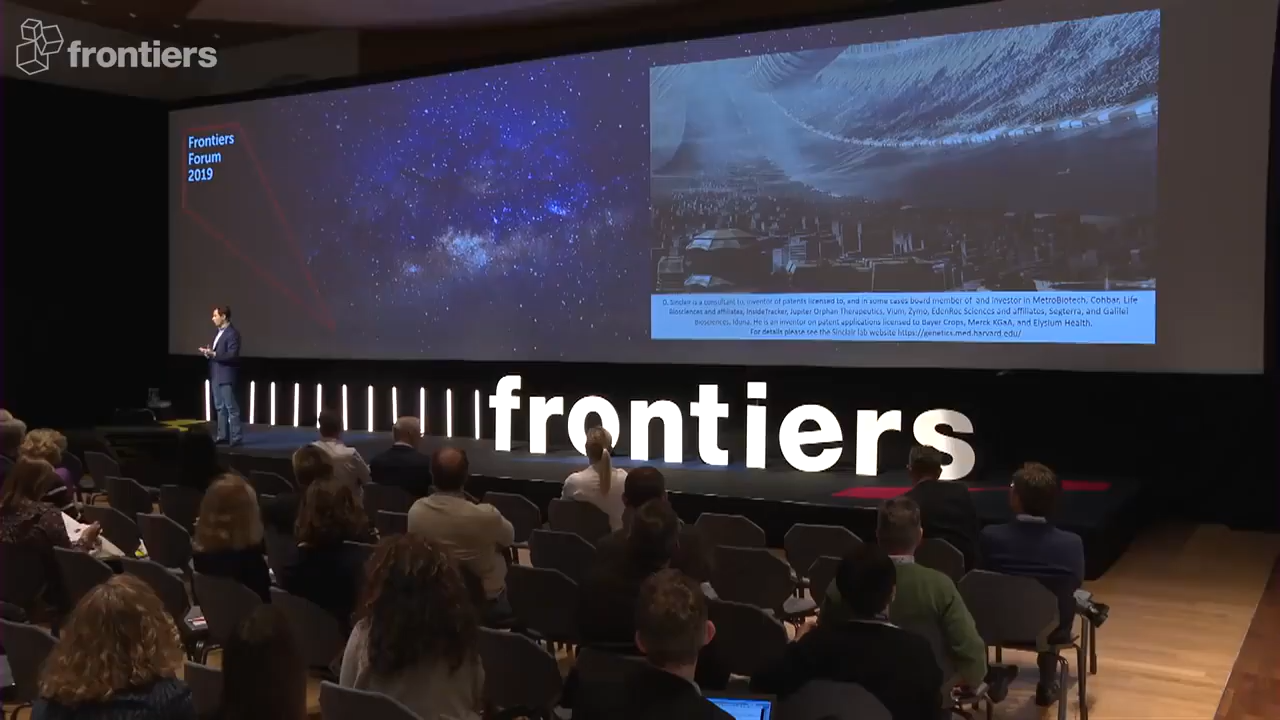 frontiers
Frontiers
Forum
2019
D. Sinclair is a consultant to, inventor of patents licensed to, and in some cases board member of and investor in MetroBiotech, Cohbar, Life
Biosciences and affiliates, InsideTracker, Jupiter Orphan Therapeutics, Vium, Zymo, EdenRoc Sciences and affiliates, Segterra, and Galilei
Biosciences, Iduna. He is an inventor on patent applications licensed to Bayer Crops, Merck KGaA, and Elysium Health.
For details please see the Sinclair lab website https://genetics.med.harvard.edu/
frontiers